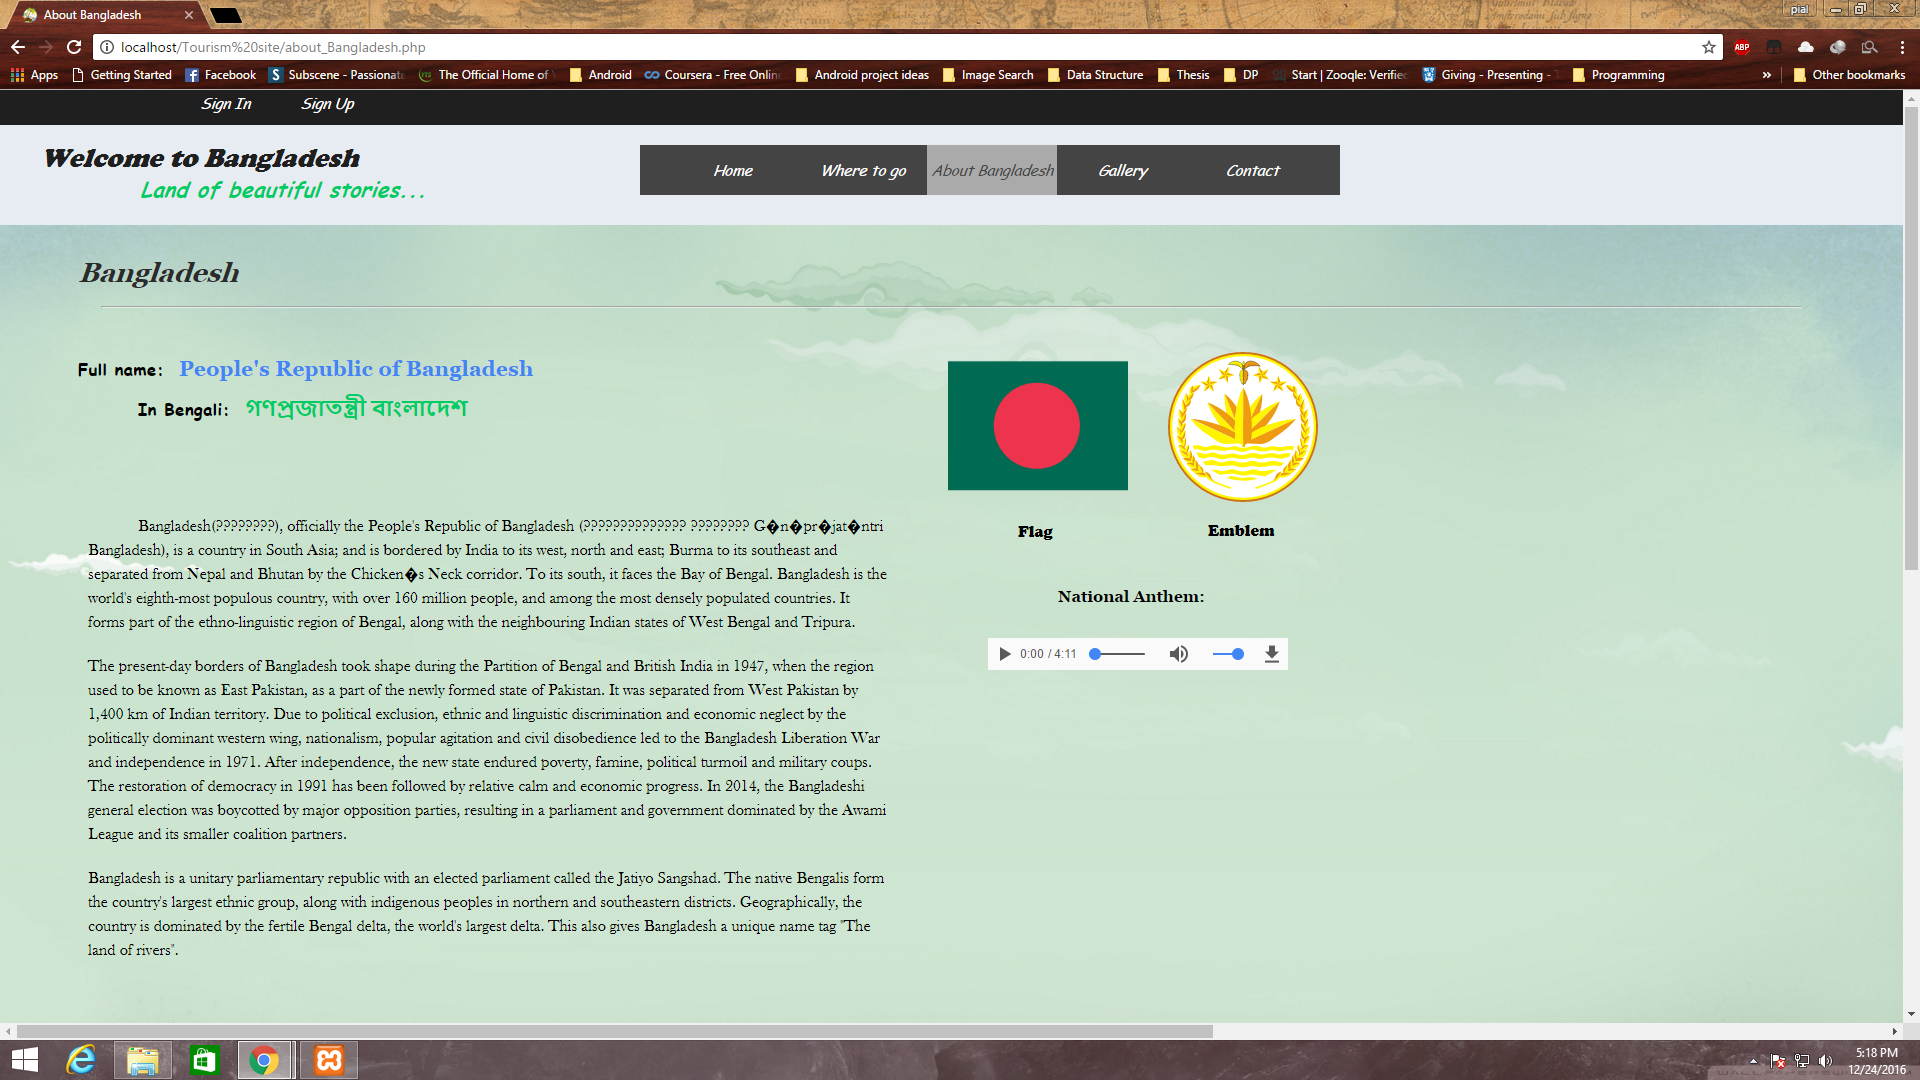 About Bangladesh
pial
localhost/Tourism%20site/about_Bangladesh.php
ABP
Apps Getting Started Facebook Subscene - Passionate The Official Home of Android Coursera - Free Onlin Android project ideas Image Search Data Structure Thesis DP Start | Zooqle: Verified Giving - Presenting - Programming » Other bookmarks
Sign In Sign Up
Welcome to Bangladesh
Land of beautiful stories...
Home Where to go About Bangladesh Gallery Contact
Bangladesh
Full name: People's Republic of Bangladesh
In Bengali: গণপ্রজাতন্ত্রী বাংলাদেশ
Bangladesh(????????), officially the People's Republic of Bangladesh (?????????????? ???????? G�n�pr�jat�ntri
Bangladesh), is a country in South Asia; and is bordered by India to its west, north and east; Burma to its southeast and
separated from Nepal and Bhutan by the Chicken�s Neck corridor. To its south, it faces the Bay of Bengal. Bangladesh is the
world's eighth-most populous country, with over 160 million people, and among the most densely populated countries. It
forms part of the ethno-linguistic region of Bengal, along with the neighbouring Indian states of West Bengal and Tripura.
The present-day borders of Bangladesh took shape during the Partition of Bengal and British India in 1947, when the region
used to be known as East Pakistan, as a part of the newly formed state of Pakistan. It was separated from West Pakistan by
1,400 km of Indian territory. Due to political exclusion, ethnic and linguistic discrimination and economic neglect by the
politically dominant western wing, nationalism, popular agitation and civil disobedience led to the Bangladesh Liberation War
and independence in 1971. After independence, the new state endured poverty, famine, political turmoil and military coups.
The restoration of democracy in 1991 has been followed by relative calm and economic progress. In 2014, the Bangladeshi
general election was boycotted by major opposition parties, resulting in a parliament and government dominated by the Awami
League and its smaller coalition partners.
Bangladesh is a unitary parliamentary republic with an elected parliament called the Jatiyo Sangshad. The native Bengalis form
the country's largest ethnic group, along with indigenous peoples in northern and southeastern districts. Geographically, the
country is dominated by the fertile Bengal delta, the world's largest delta. This also gives Bangladesh a unique name tag "The
land of rivers".
Flag Emblem
National Anthem:
0:00 / 4:11
5:18 PM
12/24/2016